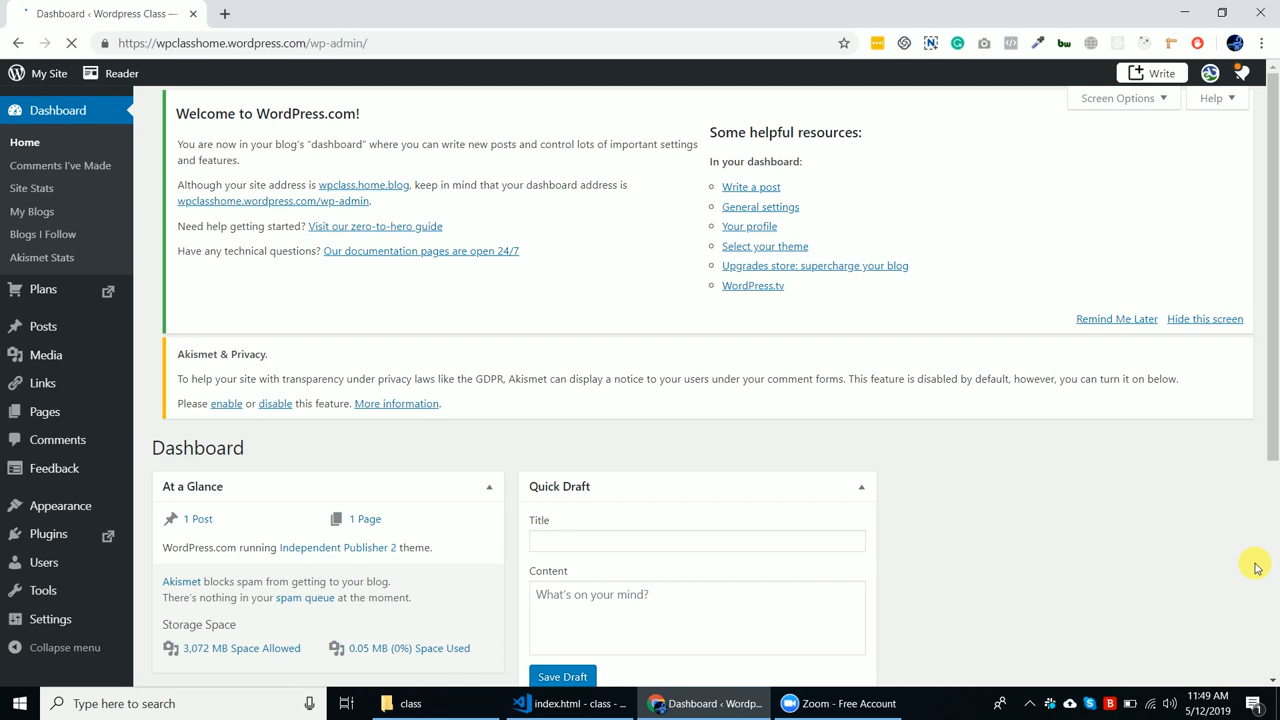 Dashboard ‹ Wordpress Class —
https://wpclasshome.wordpress.com/wp-admin/
My Site
Reader
Write
Dashboard
Home
Comments I've Made
Site Stats
My Blogs
Blogs I Follow
Akismet Stats
Plans
Posts
Media
Links
Pages
Comments
Feedback
Appearance
Plugins
Users
Tools
Settings
Collapse menu
Screen Options
Help
Welcome to WordPress.com!
You are now in your blog's “dashboard” where you can write new posts and control lots of important settings
and features.
Although your site address is wpclass.home.blog, keep in mind that your dashboard address is
wpclasshome.wordpress.com/wp-admin.
Need help getting started? Visit our zero-to-hero guide
Have any technical questions? Our documentation pages are open 24/7
Some helpful resources:
In your dashboard:
Write a post
General settings
Your profile
Select your theme
Upgrades store: supercharge your blog
WordPress.tv
Remind Me Later
Hide this screen
Akismet & Privacy.
To help your site with transparency under privacy laws like the GDPR, Akismet can display a notice to your users under your comment forms. This feature is disabled by default, however, you can turn it on below.
Please enable or disable this feature. More information.
Dashboard
At a Glance
1 Post
1 Page
WordPress.com running Independent Publisher 2 theme.
Akismet blocks spam from getting to your blog.
There's nothing in your spam queue at the moment.
Storage Space
3,072 MB Space Allowed
0.05 MB (0%) Space Used
Quick Draft
Title
Content
What's on your mind?
Save Draft
Type here to search
class
index.html - class - ...
Dashboard ‹ Wordp...
Zoom - Free Account
11:49 AM
5/12/2019